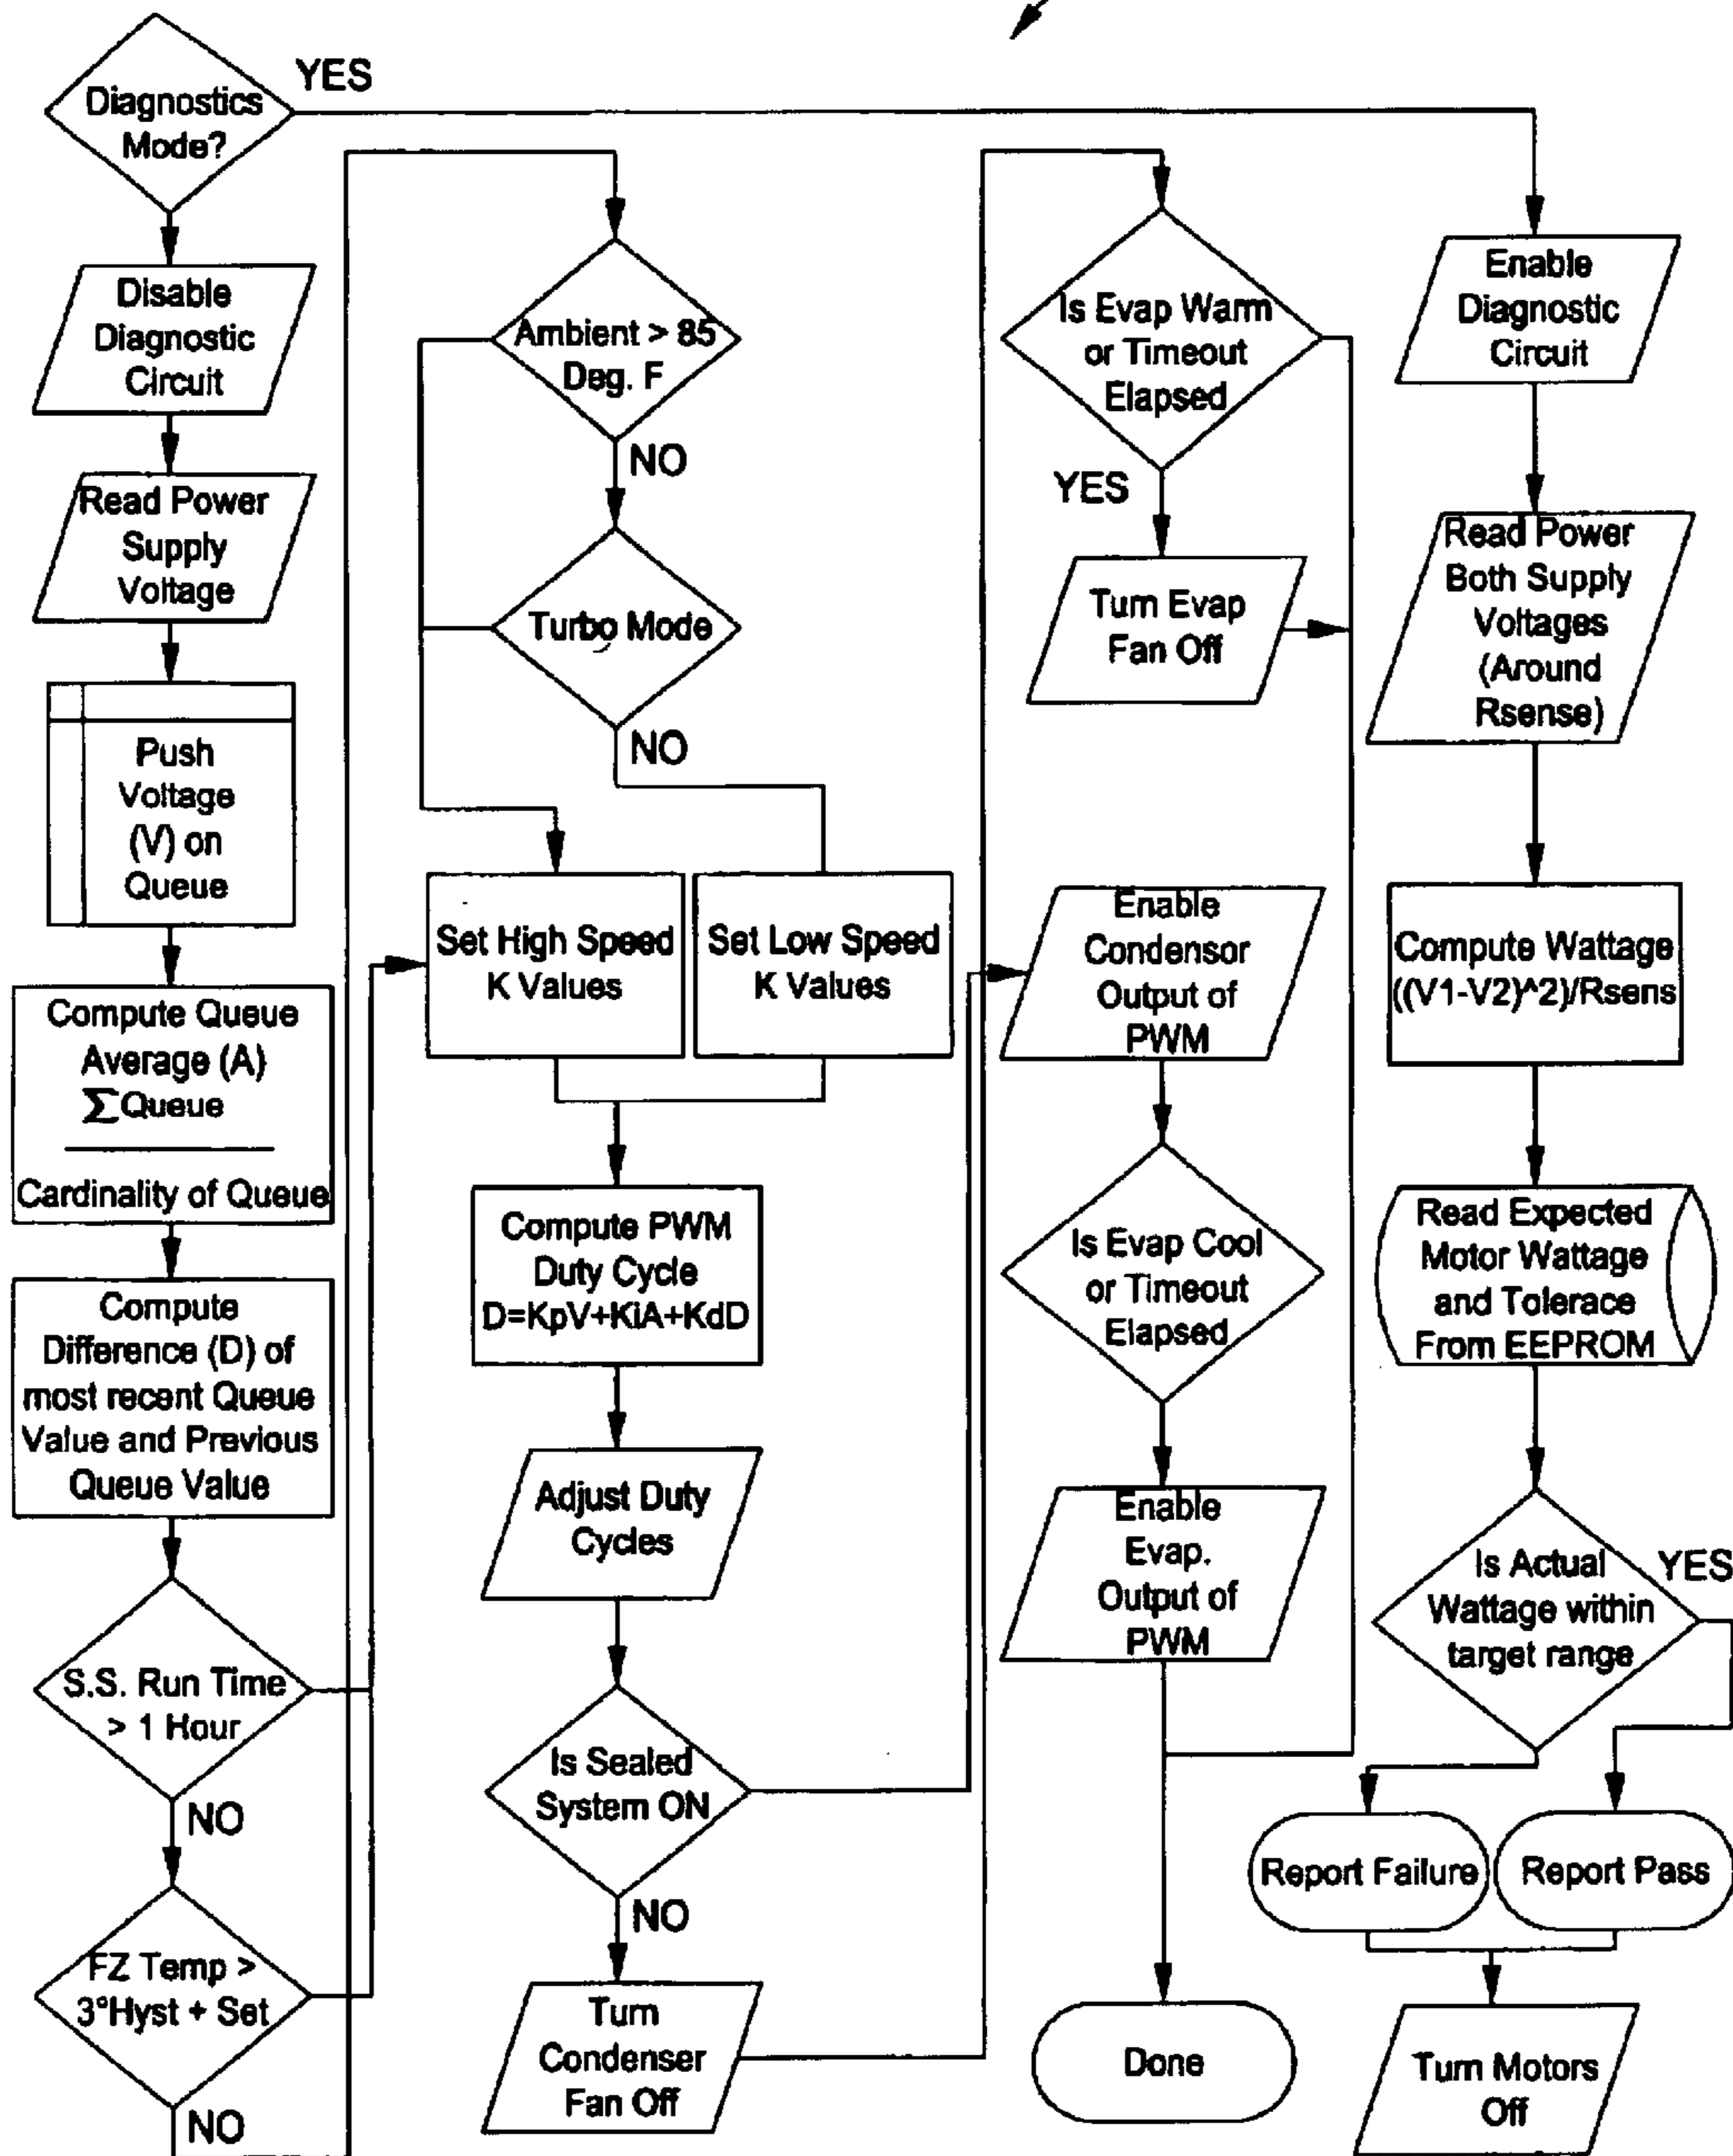 Diagnostics
Mode?
YES
Disable
Diagnostic
Circuit
Read Power
Supply
Voltage
Push
Voltage
(V) on
Queue
Compute Queue
Average (A)
ΣQueue
Cardinality of Queue
Compute
Difference (D) of
most recent Queue
Value and Previous
Queue Value
S.S. Run Time
> 1 Hour
NO
FZ Temp >
3°Hyst + Set
NO
Ambient > 85
Deg. F
NO
Turbo Mode
NO
Set High Speed
K Values
Set Low Speed
K Values
Compute PWM
Duty Cycle
D=KpV+KiA+KdD
Adjust Duty
Cycles
Is Sealed
System ON
NO
Turn
Condenser
Fan Off
Is Evap Warm
or Timeout
Elapsed
YES
Turn Evap
Fan Off
Enable
Condensor
Output of
PWM
Is Evap Cool
or Timeout
Elapsed
Enable
Evap.
Output of
PWM
Done
Enable
Diagnostic
Circuit
Read Power
Both Supply
Voltages
(Around
Rsense)
Compute Wattage
((V1-V2)^2)/Rsens
Read Expected
Motor Wattage
and Tolerace
From EEPROM
Is Actual
Wattage within
target range
YES
Report Failure
Report Pass
Turn Motors
Off